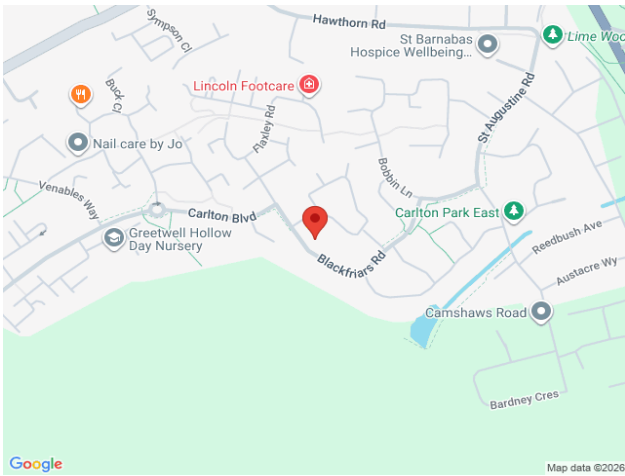 Hawthorn Rd
Sympson Cl
St Barnabas
Hospice Wellbeing...
Lime Woo
Lincoln Footcare
Buck Cl
Flaxley Rd
St Augustine Rd
Nail care by Jo
Bobbin Ln
Venables Way
Carlton Blvd
Carlton Park East
Greetwell Hollow
Day Nursery
Reedbush Ave
Blackfriars Rd
Austacre Wy
Camshaws Road
Bardney Cres
Google
Map data ©2026